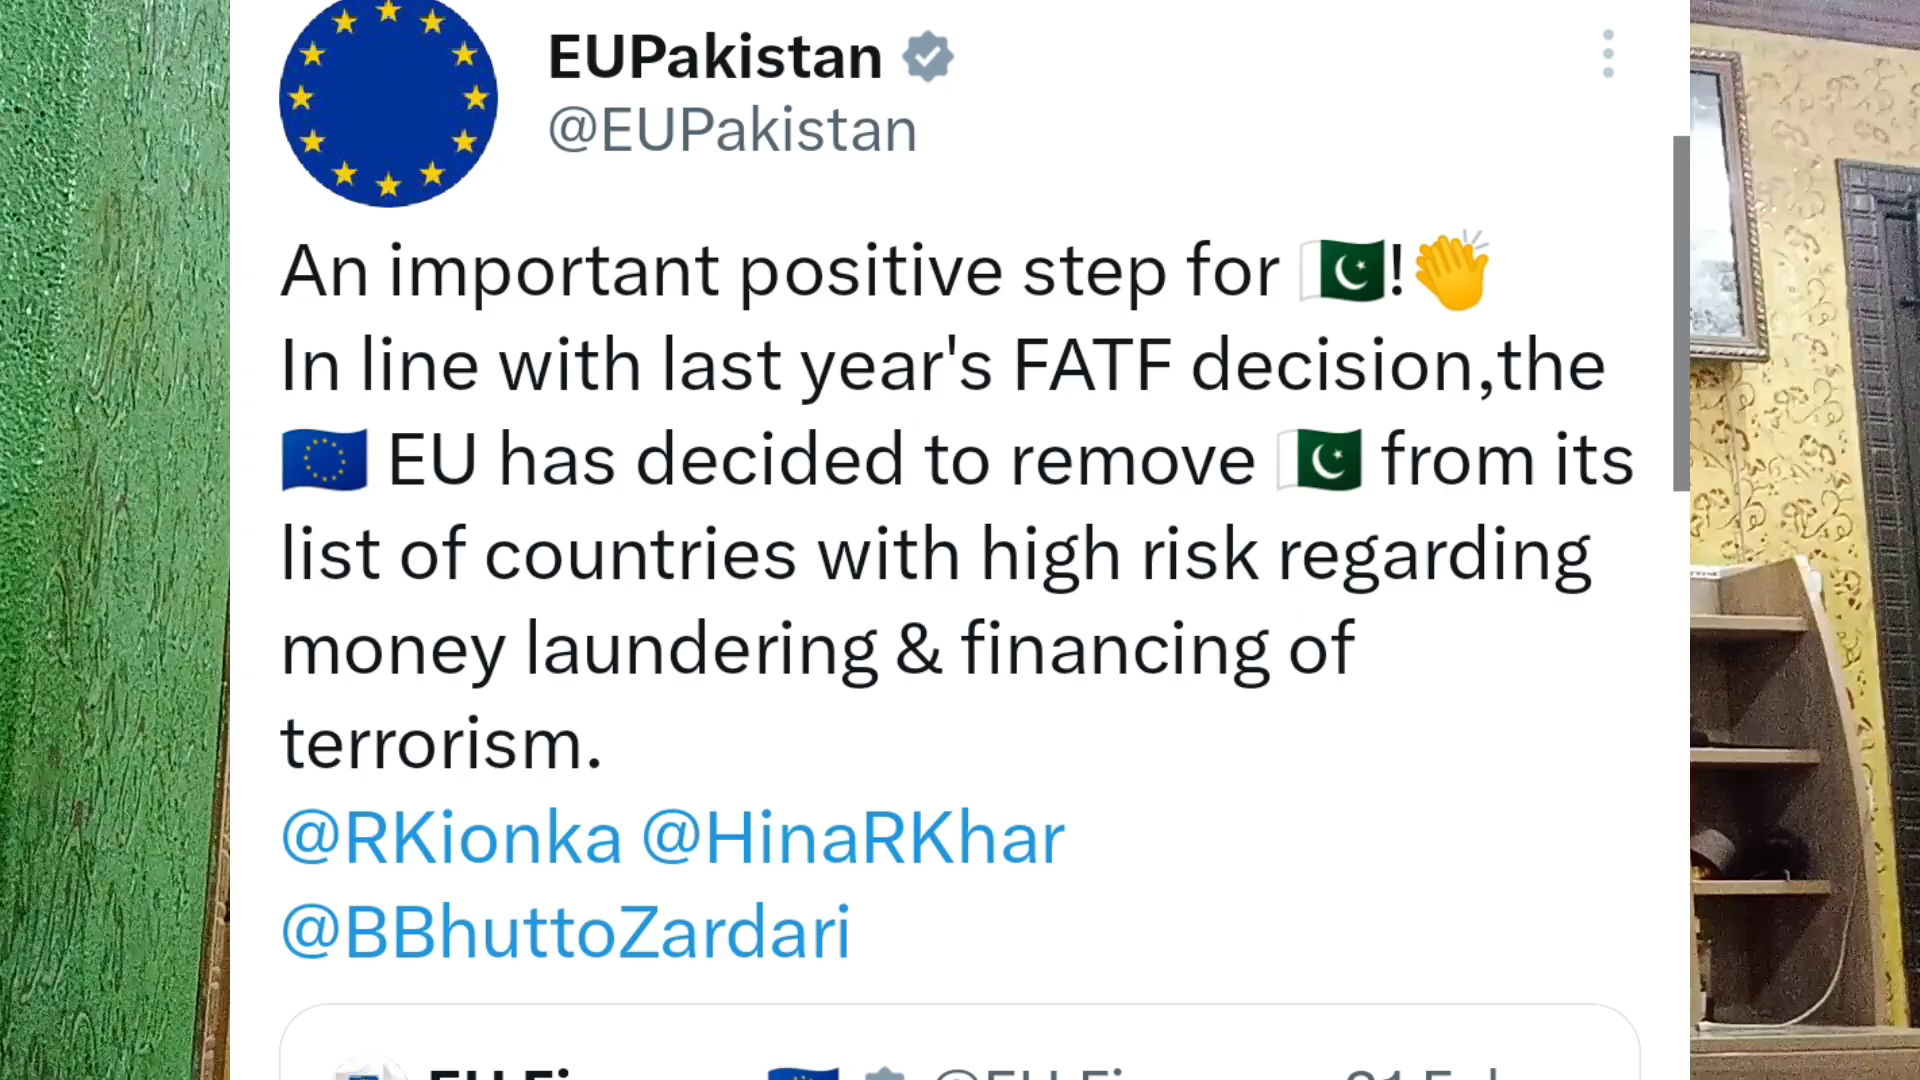 EUPakistan
@EUPakistan
An important positive step for 🇵🇰!👏
In line with last year's FATF decision,the
🇪🇺 EU has decided to remove 🇵🇰 from its
list of countries with high risk regarding
money laundering & financing of
terrorism.
@RKionka @HinaRKhar
@BBhuttoZardari